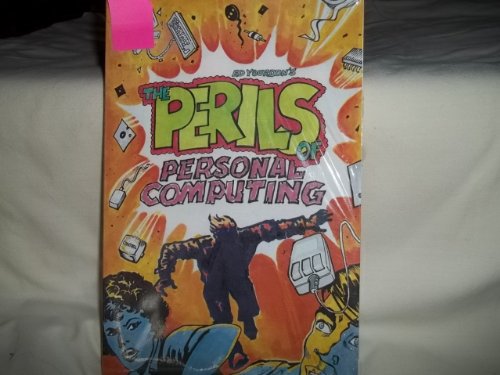 ED YOURDON'S
THE
PERILS
OF
PERSONAL
COMPUTING